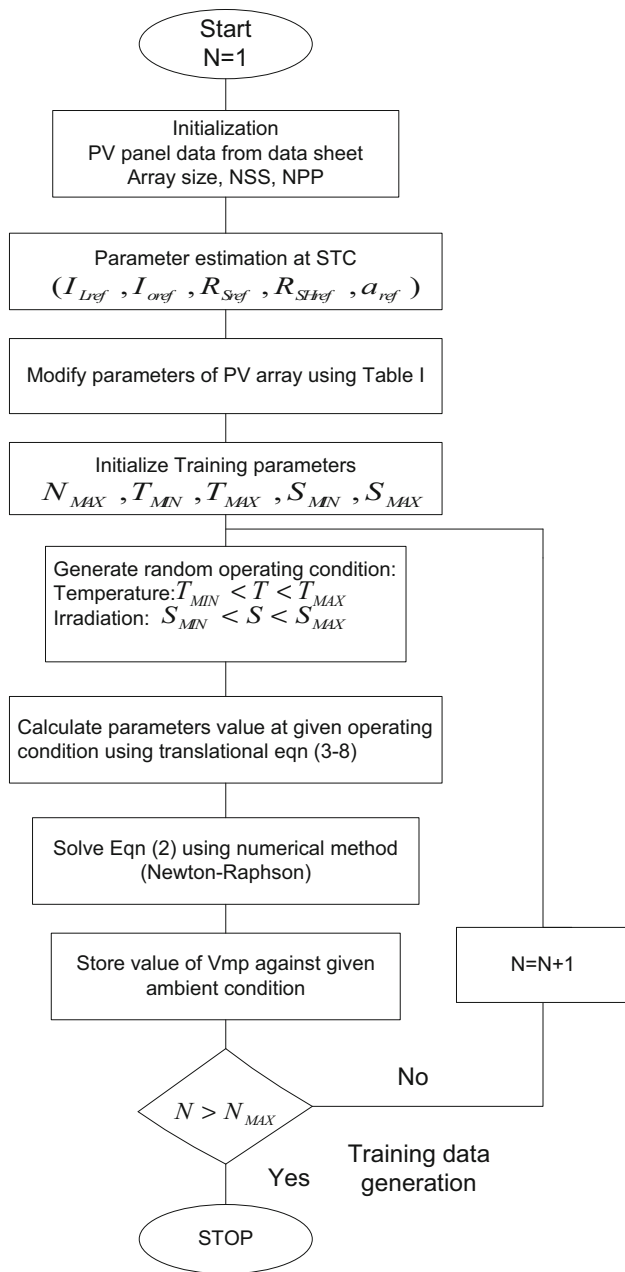 Start
N=1
Initialization
PV panel data from data sheet
Array size, NSS, NPP
Parameter estimation at STC
(I_Lref , I_oref , R_Sref , R_SHref , a_ref )
Modify parameters of PV array using Table I
Initialize Training parameters
N_MAX , T_MIN , T_MAX , S_MIN , S_MAX
Generate random operating condition:
Temperature: T_MIN < T < T_MAX
Irradiation: S_MIN < S < S_MAX
Calculate parameters value at given operating
condition using translational eqn (3-8)
Solve Eqn (2) using numerical method
(Newton-Raphson)
Store value of Vmp against given
ambient condition
N=N+1
N > N_MAX
No
Yes
Training data
generation
STOP